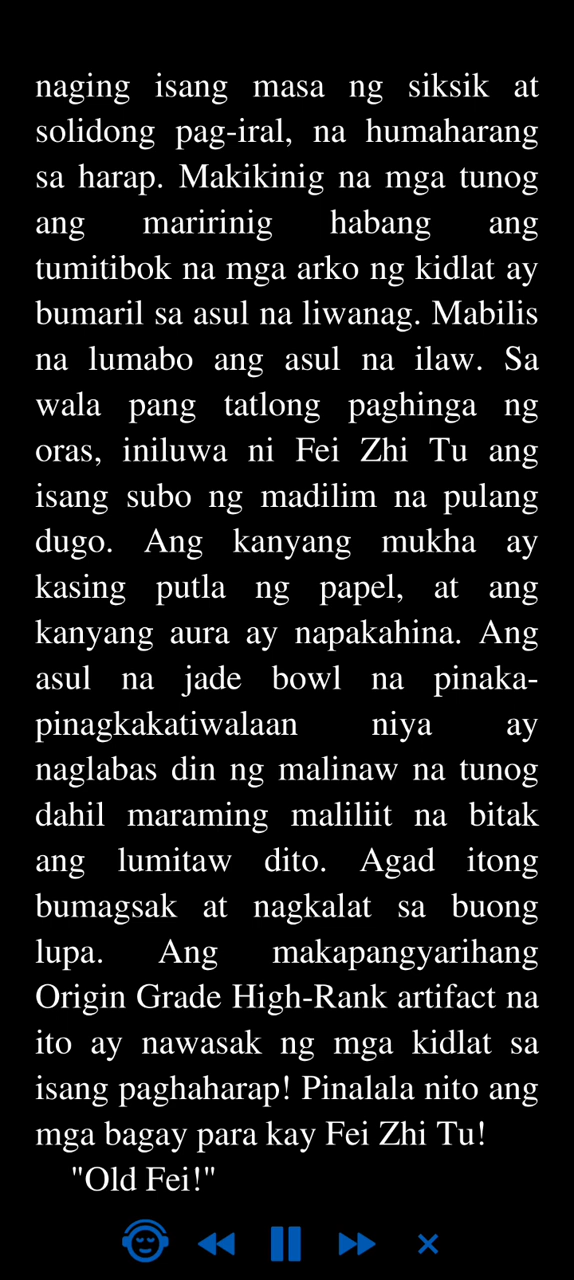 naging isang masa ng siksik at
solidong pag-iral, na humaharang
sa harap. Makikinig na mga tunog
ang maririnig habang ang
tumitibok na mga arko ng kidlat ay
bumaril sa asul na liwanag. Mabilis
na lumabo ang asul na ilaw. Sa
wala pang tatlong paghinga ng
oras, iniluwa ni Fei Zhi Tu ang
isang subo ng madilim na pulang
dugo. Ang kanyang mukha ay
kasing putla ng papel, at ang
kanyang aura ay napakahina. Ang
asul na jade bowl na pinaka-
pinagkakatiwalaan niya ay
naglabas din ng malinaw na tunog
dahil maraming maliliit na bitak
ang lumitaw dito. Agad itong
bumagsak at nagkalat sa buong
lupa. Ang makapangyarihang
Origin Grade High-Rank artifact na
ito ay nawasak ng mga kidlat sa
isang paghaharap! Pinalala nito ang
mga bagay para kay Fei Zhi Tu!
"Old Fei!"